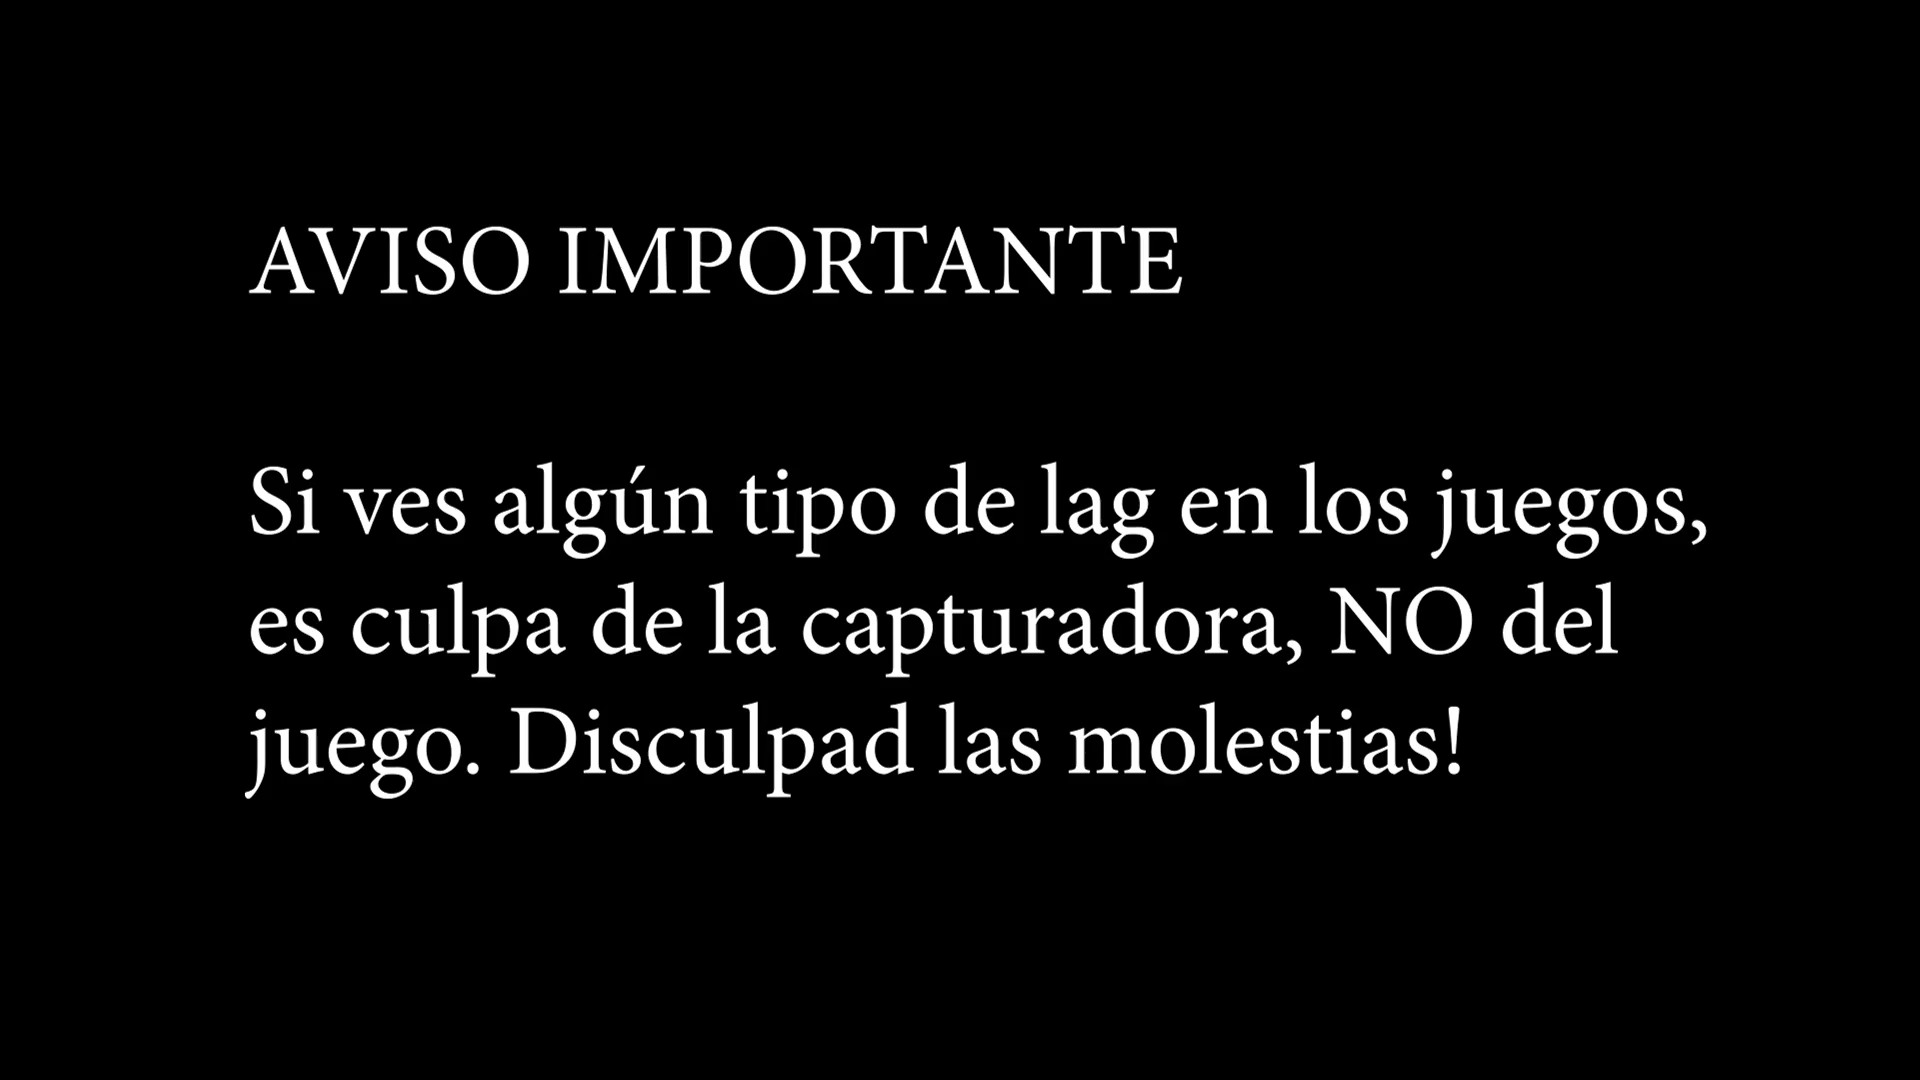 AVISO IMPORTANTE
Si ves algún tipo de lag en los juegos,
es culpa de la capturadora, NO del
juego. Disculpad las molestias!